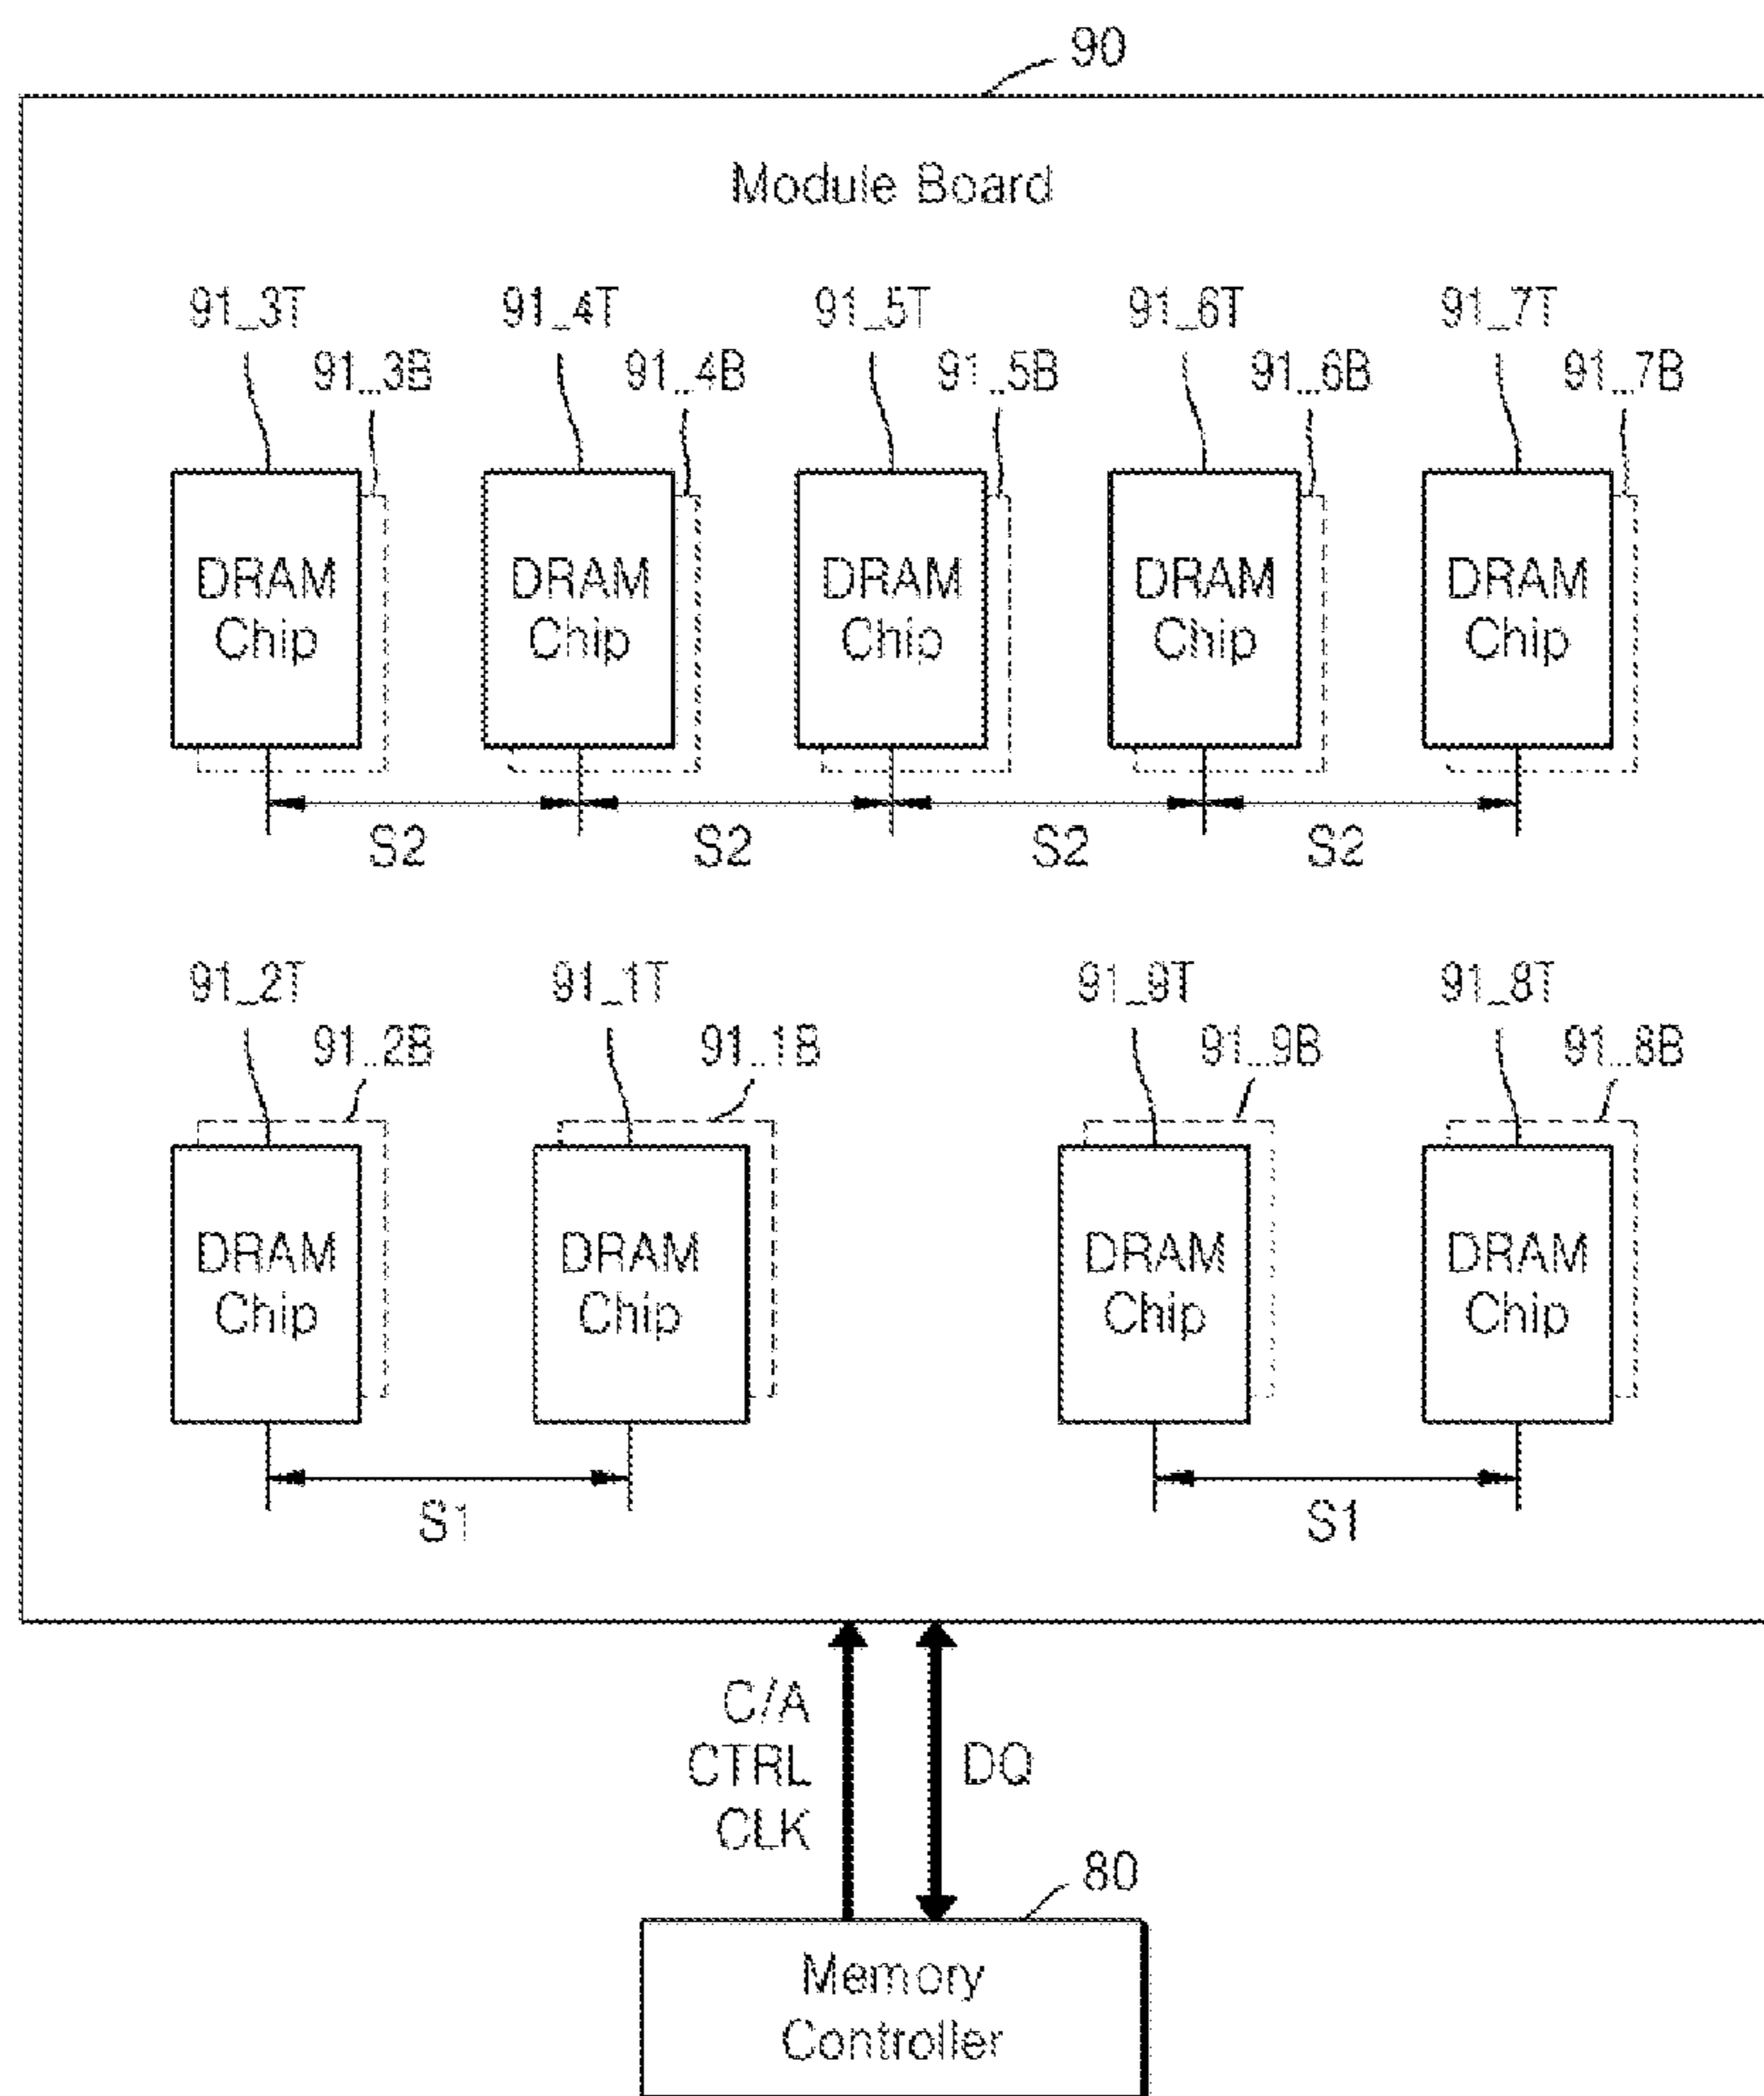 90
Module Board
91_3T 91_4T 91_5T 91_6T 91_7T
91_3B 91_4B 91_5B 91_6B 91_7B
DRAM Chip
DRAM Chip
DRAM Chip
DRAM Chip
DRAM Chip
S2 S2 S2 S2
91_2T 91_1T 91_9T 91_8T
91_2B 91_1B 91_9B 91_8B
DRAM Chip
DRAM Chip
DRAM Chip
DRAM Chip
S1 S1
C/A
CTRL
CLK
DQ
80
Memory
Controller